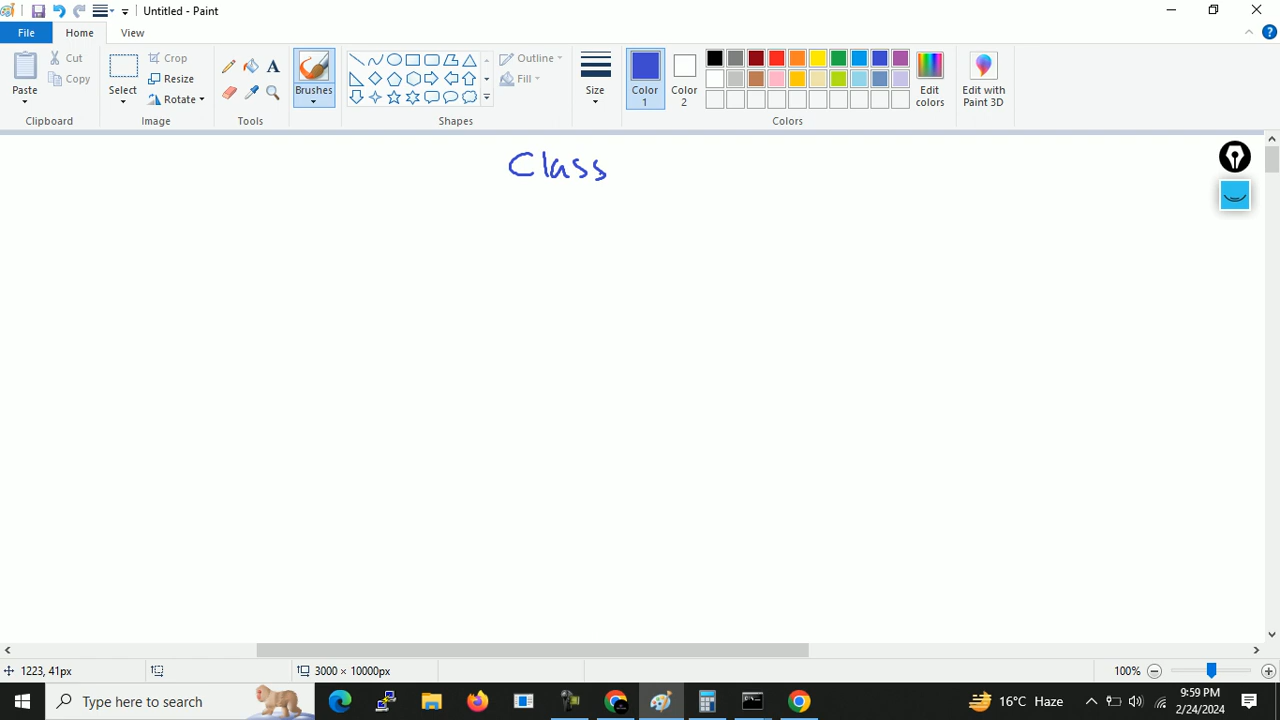 Untitled - Paint
File Home View
Paste
Cut
Copy
Clipboard
Select
Crop
Resize
Rotate
Image
A
Tools
Brushes
Outline
Fill
Shapes
Size
Color 1
Color 2
Edit colors
Edit with Paint 3D
Colors
Class
1223, 41px
3000 × 10000px
100%
Type here to search
16°C Haze
9:59 PM
2/24/2024